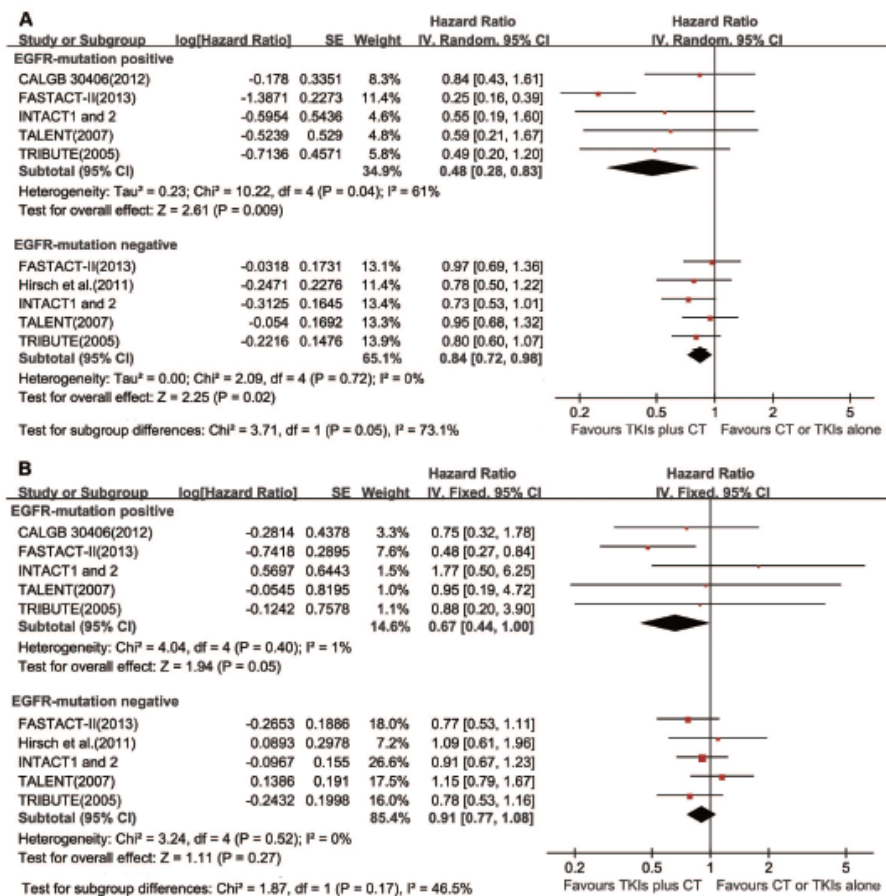 A
Hazard Ratio Hazard Ratio
Study or Subgroup log[Hazard Ratio] SE Weight IV. Random. 95% CI IV. Random. 95% CI
EGFR-mutation positive
CALGB 30406(2012) -0.178 0.3351 8.3% 0.84 [0.43, 1.61]
FASTACT-II(2013) -1.3871 0.2273 11.4% 0.25 [0.16, 0.39]
INTACT1 and 2 -0.5954 0.5436 4.6% 0.55 [0.19, 1.60]
TALENT(2007) -0.5239 0.529 4.8% 0.59 [0.21, 1.67]
TRIBUTE(2005) -0.7136 0.4571 5.8% 0.49 [0.20, 1.20]
Subtotal (95% CI) 34.9% 0.48 [0.28, 0.83]
Heterogeneity: Tau² = 0.23; Chi² = 10.22, df = 4 (P = 0.04); I² = 61%
Test for overall effect: Z = 2.61 (P = 0.009)
EGFR-mutation negative
FASTACT-II(2013) -0.0318 0.1731 13.1% 0.97 [0.69, 1.36]
Hirsch et al.(2011) -0.2471 0.2276 11.4% 0.78 [0.50, 1.22]
INTACT1 and 2 -0.3125 0.1645 13.4% 0.73 [0.53, 1.01]
TALENT(2007) -0.054 0.1692 13.3% 0.95 [0.68, 1.32]
TRIBUTE(2005) -0.2216 0.1476 13.9% 0.80 [0.60, 1.07]
Subtotal (95% CI) 65.1% 0.84 [0.72, 0.98]
Heterogeneity: Tau² = 0.00; Chi² = 2.09, df = 4 (P = 0.72); I² = 0%
Test for overall effect: Z = 2.25 (P = 0.02)
0.2 0.5 1 2 5
Test for subgroup differences: Chi² = 3.71, df = 1 (P = 0.05), I² = 73.1% Favours TKIs plus CT Favours CT or TKIs alone
B
Hazard Ratio Hazard Ratio
Study or Subgroup log[Hazard Ratio] SE Weight IV. Fixed. 95% CI IV. Fixed. 95% CI
EGFR-mutation positive
CALGB 30406(2012) -0.2814 0.4378 3.3% 0.75 [0.32, 1.78]
FASTACT-II(2013) -0.7418 0.2895 7.6% 0.48 [0.27, 0.84]
INTACT1 and 2 0.5697 0.6443 1.5% 1.77 [0.50, 6.25]
TALENT(2007) -0.0545 0.8195 1.0% 0.95 [0.19, 4.72]
TRIBUTE(2005) -0.1242 0.7578 1.1% 0.88 [0.20, 3.90]
Subtotal (95% CI) 14.6% 0.67 [0.44, 1.00]
Heterogeneity: Chi² = 4.04, df = 4 (P = 0.40); I² = 1%
Test for overall effect: Z = 1.94 (P = 0.05)
EGFR-mutation negative
FASTACT-II(2013) -0.2653 0.1886 18.0% 0.77 [0.53, 1.11]
Hirsch et al.(2011) 0.0893 0.2978 7.2% 1.09 [0.61, 1.96]
INTACT1 and 2 -0.0967 0.155 26.6% 0.91 [0.67, 1.23]
TALENT(2007) 0.1386 0.191 17.5% 1.15 [0.79, 1.67]
TRIBUTE(2005) -0.2432 0.1998 16.0% 0.78 [0.53, 1.16]
Subtotal (95% CI) 85.4% 0.91 [0.77, 1.08]
Heterogeneity: Chi² = 3.24, df = 4 (P = 0.52); I² = 0%
Test for overall effect: Z = 1.11 (P = 0.27)
0.2 0.5 1 2 5
Test for subgroup differences: Chi² = 1.87, df = 1 (P = 0.17), I² = 46.5% Favours TKIs plus CT Favours CT or TKIs alone